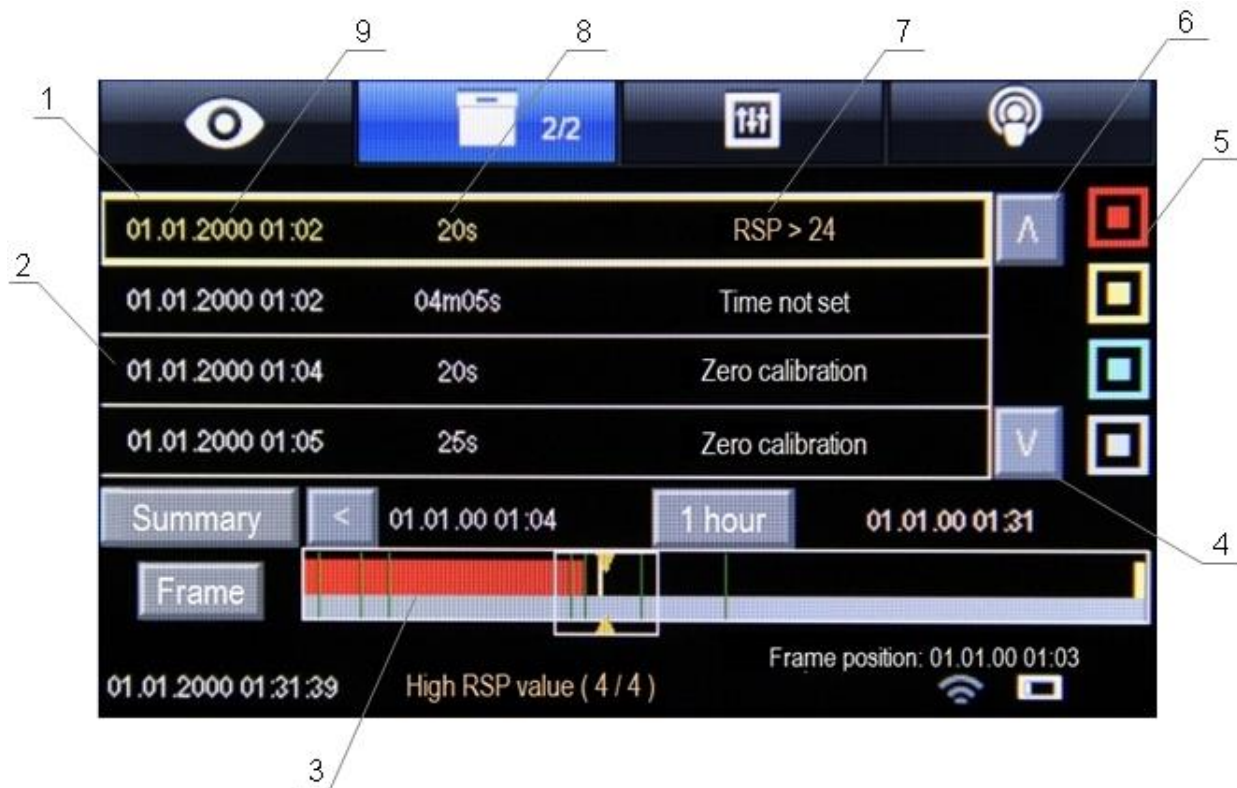 9 8 7 6
1
2/2
5
01.01.2000 01:02 20s RSP > 24 Λ
2
01.01.2000 01:02 04m05s Time not set
01.01.2000 01:04 20s Zero calibration
01.01.2000 01:05 25s Zero calibration V
Summary < 01.01.00 01:04 1 hour 01.01.00 01:31
4
Frame
Frame position: 01.01.00 01:03
01.01.2000 01:31:39 High RSP value ( 4 / 4 )
3